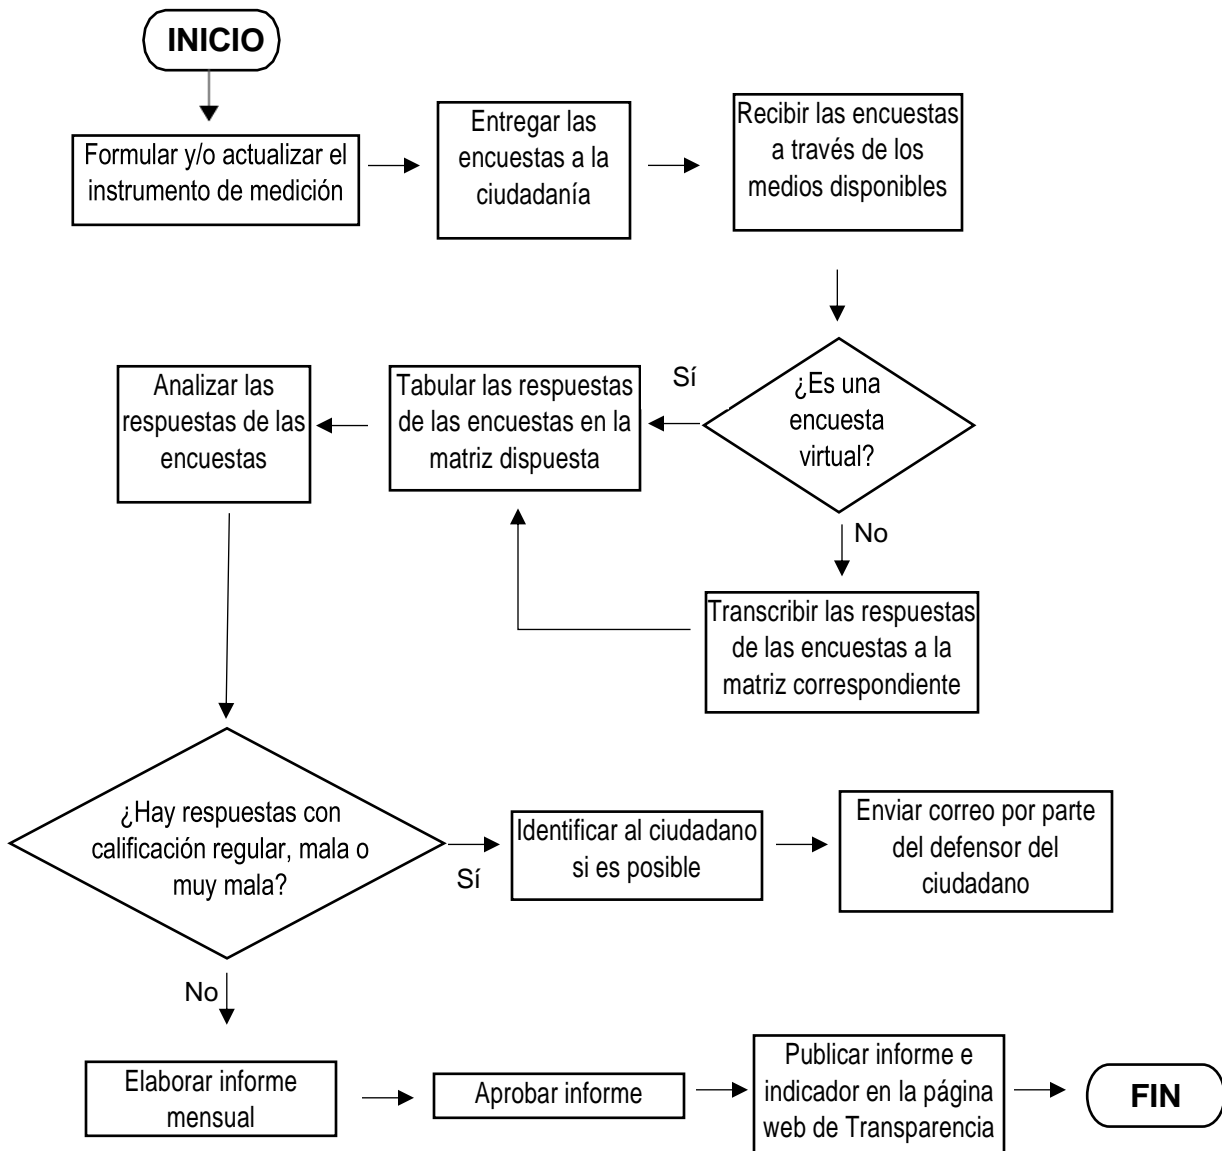 INICIO
Formular y/o actualizar el
instrumento de medición
Entregar las
encuestas a la
ciudadanía
Recibir las encuestas
a través de los
medios disponibles
¿Es una
encuesta
virtual?
Sí
Tabular las respuestas
de las encuestas en la
matriz dispuesta
Analizar las
respuestas de las
encuestas
No
Transcribir las respuestas
de las encuestas a la
matriz correspondiente
¿Hay respuestas con
calificación regular, mala o
muy mala?
Sí
Identificar al ciudadano
si es posible
Enviar correo por parte
del defensor del
ciudadano
No
Elaborar informe
mensual
Aprobar informe
Publicar informe e
indicador en la página
web de Transparencia
FIN